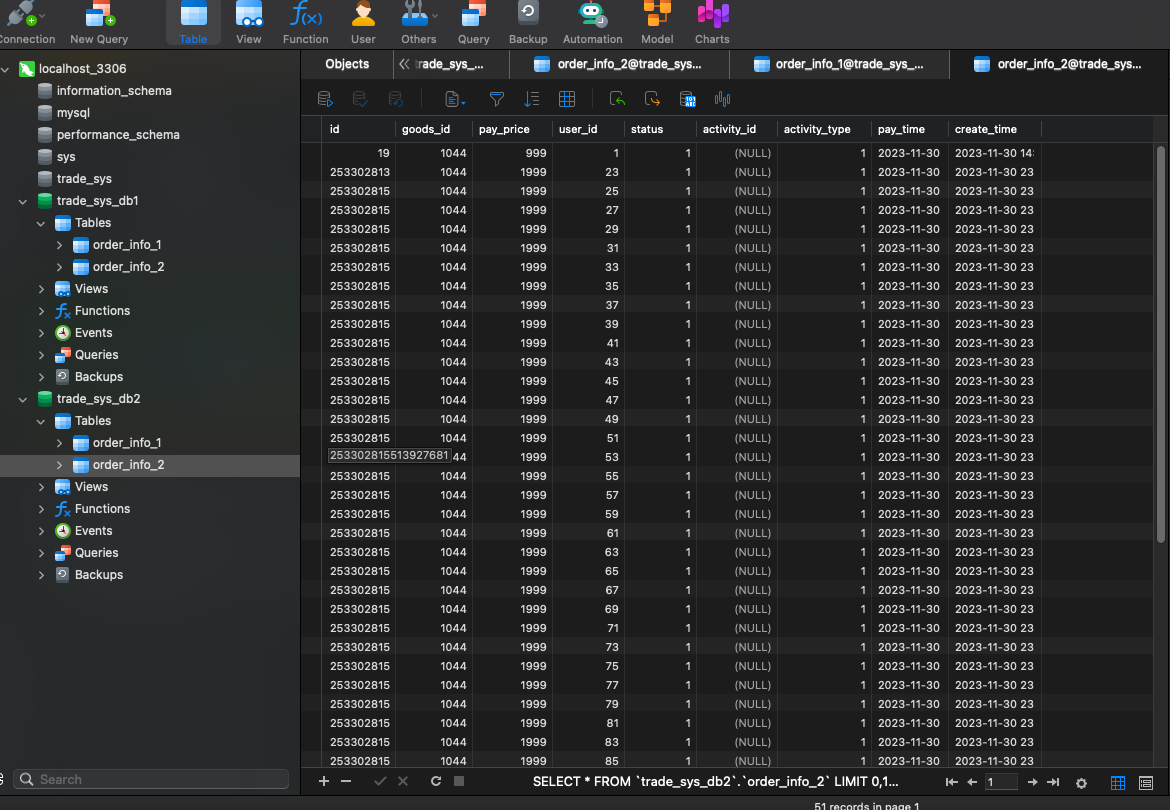 Connection New Query Table View Function User Others Query Backup Automation Model Charts
localhost_3306
information_schema
mysql
performance_schema
sys
trade_sys
trade_sys_db1
Tables
order_info_1
order_info_2
Views
Functions
Events
Queries
Backups
trade_sys_db2
Tables
order_info_1
order_info_2
Views
Functions
Events
Queries
Backups
Search
Objects trade_sys_... order_info_2@trade_sys... order_info_1@trade_sys_... order_info_2@trade_sys...
id goods_id pay_price user_id status activity_id activity_type pay_time create_time
19 1044 999 1 1 (NULL) 1 2023-11-30 2023-11-30 14:
253302813 1044 1999 23 1 (NULL) 1 2023-11-30 2023-11-30 23
253302815 1044 1999 25 1 (NULL) 1 2023-11-30 2023-11-30 23
253302815 1044 1999 27 1 (NULL) 1 2023-11-30 2023-11-30 23
253302815 1044 1999 29 1 (NULL) 1 2023-11-30 2023-11-30 23
253302815 1044 1999 31 1 (NULL) 1 2023-11-30 2023-11-30 23
253302815 1044 1999 33 1 (NULL) 1 2023-11-30 2023-11-30 23
253302815 1044 1999 35 1 (NULL) 1 2023-11-30 2023-11-30 23
253302815 1044 1999 37 1 (NULL) 1 2023-11-30 2023-11-30 23
253302815 1044 1999 39 1 (NULL) 1 2023-11-30 2023-11-30 23
253302815 1044 1999 41 1 (NULL) 1 2023-11-30 2023-11-30 23
253302815 1044 1999 43 1 (NULL) 1 2023-11-30 2023-11-30 23
253302815 1044 1999 45 1 (NULL) 1 2023-11-30 2023-11-30 23
253302815 1044 1999 47 1 (NULL) 1 2023-11-30 2023-11-30 23
253302815 1044 1999 49 1 (NULL) 1 2023-11-30 2023-11-30 23
253302815 1044 1999 51 1 (NULL) 1 2023-11-30 2023-11-30 23
253302815513927681 44 1999 53 1 (NULL) 1 2023-11-30 2023-11-30 23
253302815 1044 1999 55 1 (NULL) 1 2023-11-30 2023-11-30 23
253302815 1044 1999 57 1 (NULL) 1 2023-11-30 2023-11-30 23
253302815 1044 1999 59 1 (NULL) 1 2023-11-30 2023-11-30 23
253302815 1044 1999 61 1 (NULL) 1 2023-11-30 2023-11-30 23
253302815 1044 1999 63 1 (NULL) 1 2023-11-30 2023-11-30 23
253302815 1044 1999 65 1 (NULL) 1 2023-11-30 2023-11-30 23
253302815 1044 1999 67 1 (NULL) 1 2023-11-30 2023-11-30 23
253302815 1044 1999 69 1 (NULL) 1 2023-11-30 2023-11-30 23
253302815 1044 1999 71 1 (NULL) 1 2023-11-30 2023-11-30 23
253302815 1044 1999 73 1 (NULL) 1 2023-11-30 2023-11-30 23
253302815 1044 1999 75 1 (NULL) 1 2023-11-30 2023-11-30 23
253302815 1044 1999 77 1 (NULL) 1 2023-11-30 2023-11-30 23
253302815 1044 1999 79 1 (NULL) 1 2023-11-30 2023-11-30 23
253302815 1044 1999 81 1 (NULL) 1 2023-11-30 2023-11-30 23
253302815 1044 1999 83 1 (NULL) 1 2023-11-30 2023-11-30 23
253302815 1044 1999 85 1 (NULL) 1 2023-11-30 2023-11-30 23
SELECT * FROM `trade_sys_db2`.`order_info_2` LIMIT 0,1... 1
51 records in page 1